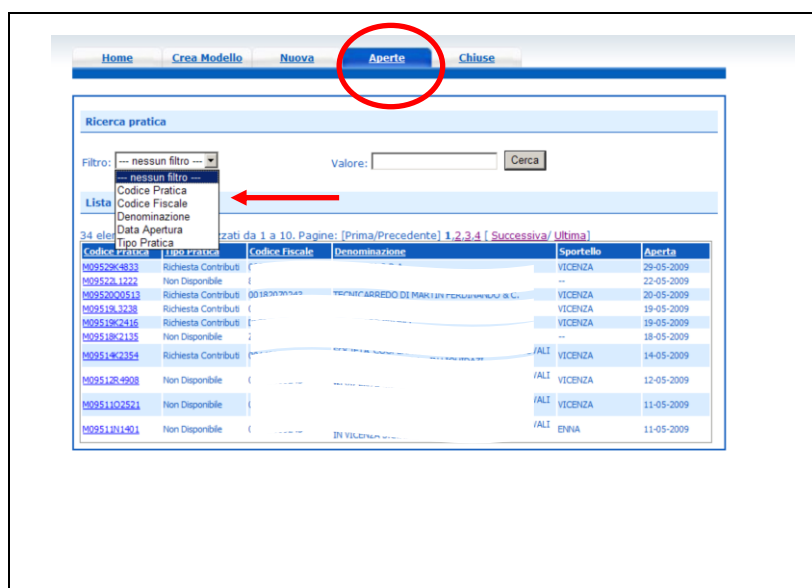 Home Crea Modello Nuova Aperte Chiuse
Ricerca pratica
Filtro: --- nessun filtro --- Valore: Cerca
--- nessun filtro ---
Codice Pratica
Codice Fiscale
Denominazione
Data Apertura
Tipo Pratica
Lista
34 da 1 a 10. Pagine: [Prima/Precedente] 1,2,3,4 [ Successiva/ Ultima]
Codice Pratica Tipo Pratica Codice Fiscale Denominazione Sportello Aperta
M09529K4833 Richiesta Contributi VICENZA 29-05-2009
M09522L1222 Non Disponibile -- 22-05-2009
M09520O0513 Richiesta Contributi TECNICARREDO DI MARTIN FERDINANDO & C. VICENZA 20-05-2009
M09519L3238 Richiesta Contributi VICENZA 19-05-2009
M09519K2416 Richiesta Contributi VICENZA 19-05-2009
M09518K2135 Non Disponibile -- 18-05-2009
M09514K2354 Richiesta Contributi VICENZA 14-05-2009
M09512R4908 Non Disponibile VICENZA 12-05-2009
M09511O2521 Non Disponibile VICENZA 11-05-2009
M09511N1401 Non Disponibile ENNA 11-05-2009